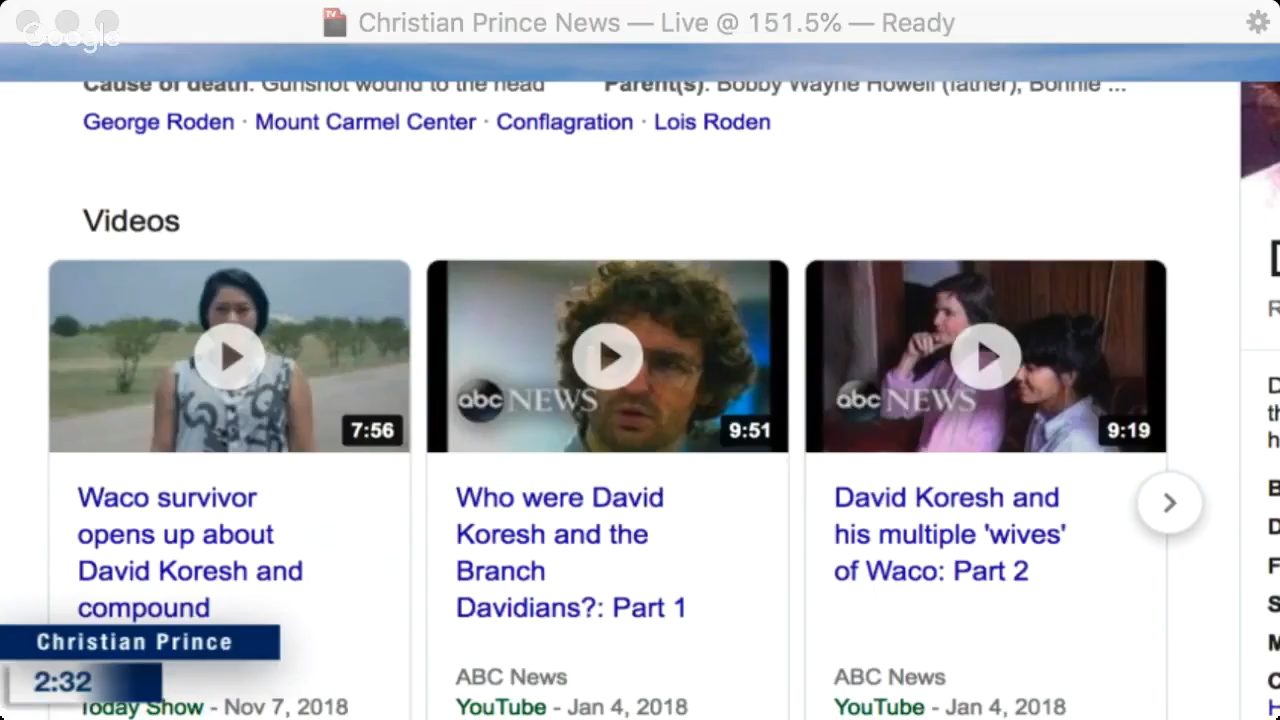 Christian Prince News — Live @ 151.5% — Ready
Google
Cause of death: Gunshot wound to the head
Parent(s): Bobby Wayne Howell (father), Bonnie ...
George Roden · Mount Carmel Center · Conflagration · Lois Roden
Videos
abc NEWS
abc NEWS
7:56
9:51
9:19
Waco survivor
opens up about
David Koresh and
compound
Who were David
Koresh and the
Branch
Davidians?: Part 1
David Koresh and
his multiple 'wives'
of Waco: Part 2
Christian Prince
2:32
ABC News
ABC News
Today Show - Nov 7, 2018
YouTube - Jan 4, 2018
YouTube - Jan 4, 2018